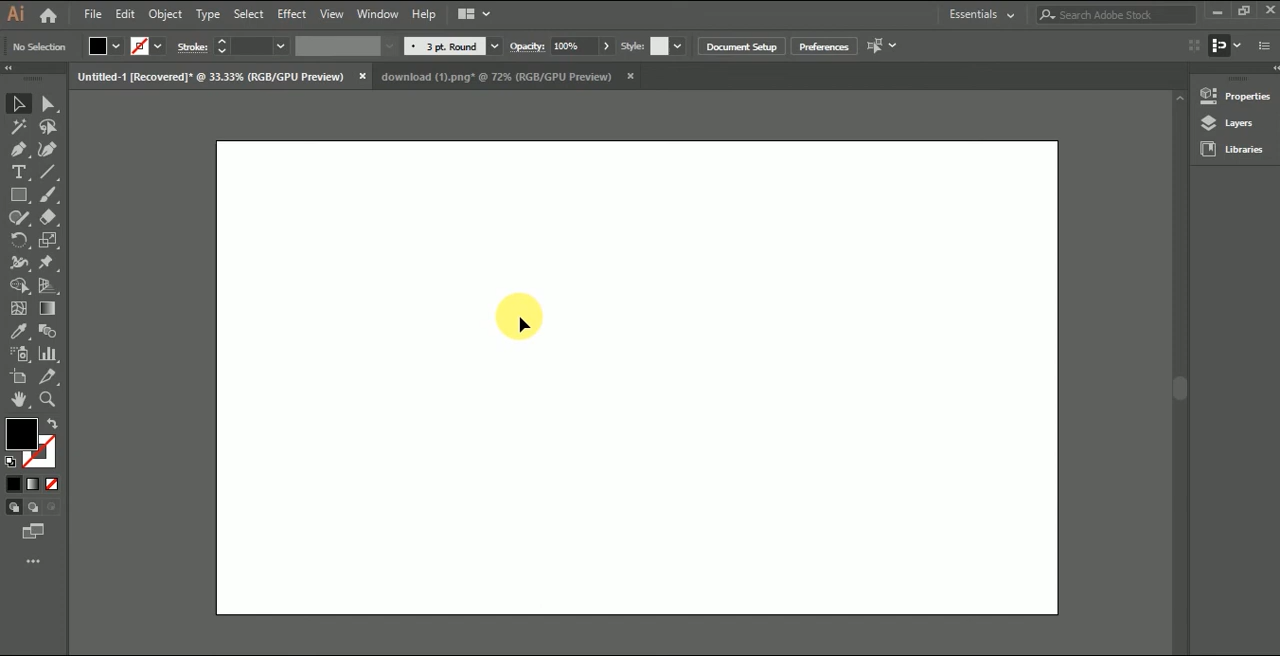 Ai File Edit Object Type Select Effect View Window Help Essentials Search Adobe Stock
No Selection Stroke: 3 pt. Round Opacity: 100% Style: Document Setup Preferences
Untitled-1 [Recovered]* @ 33.33% (RGB/GPU Preview) download (1).png* @ 72% (RGB/GPU Preview)
Properties
Layers
Libraries